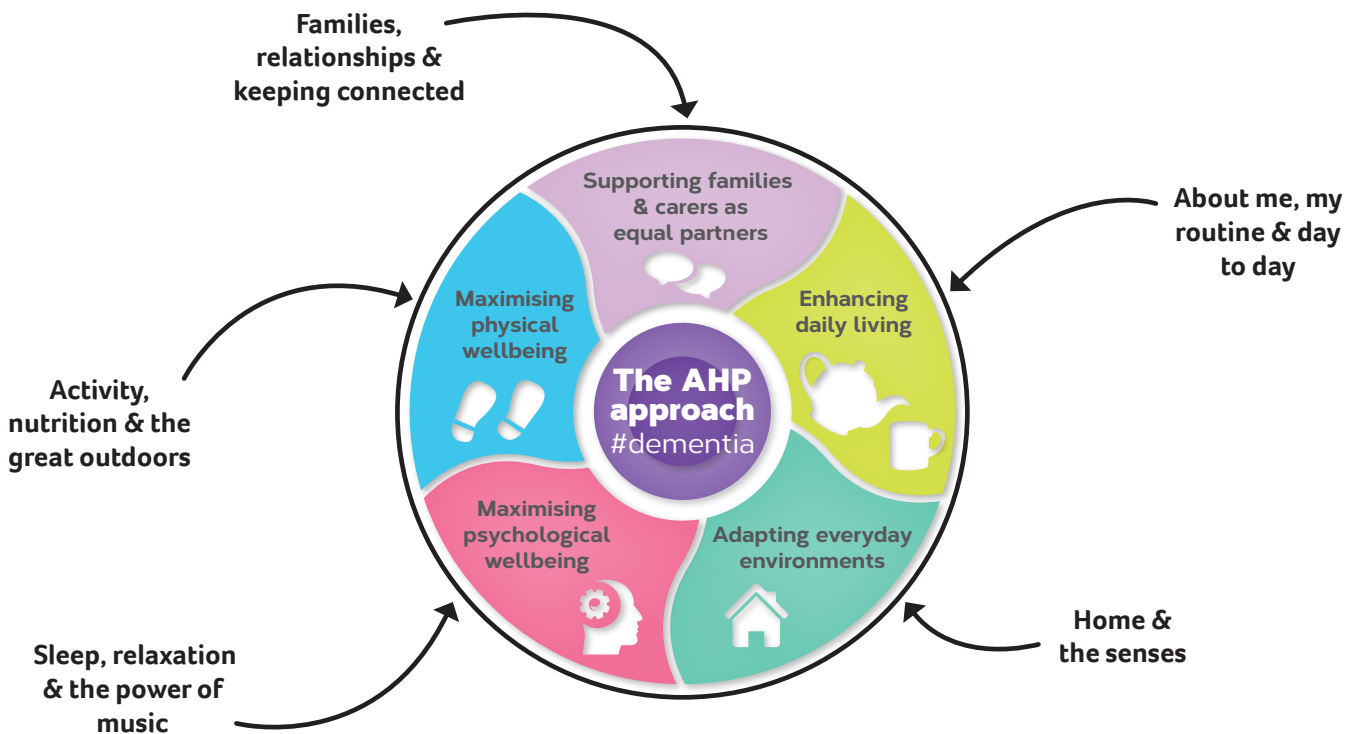 Families,
relationships &
keeping connected
Supporting families
& carers as
equal partners
About me, my
routine & day
to day
Enhancing
daily living
Maximising
physical
wellbeing
The AHP
approach
#dementia
Activity,
nutrition & the
great outdoors
Maximising
psychological
wellbeing
Adapting everyday
environments
Home &
the senses
Sleep, relaxation
& the power of
music